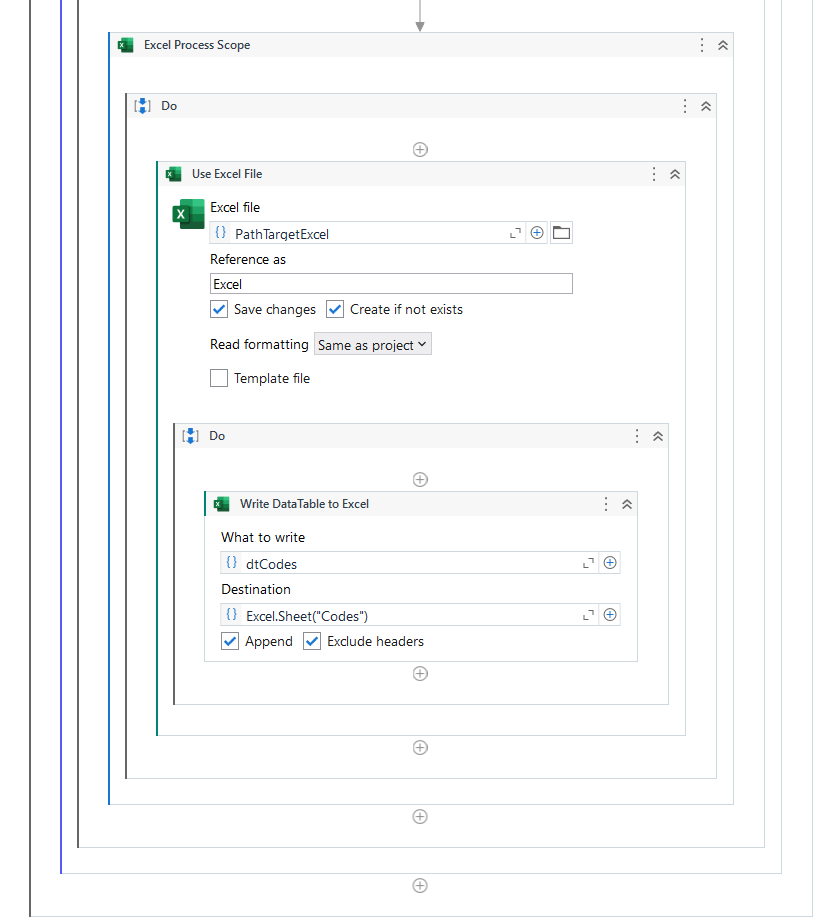 Excel Process Scope
Do
Use Excel File
Excel file
PathTargetExcel
Reference as
Excel
Save changes Create if not exists
Read formatting Same as project
Template file
Do
Write DataTable to Excel
What to write
dtCodes
Destination
Excel.Sheet("Codes")
Append Exclude headers